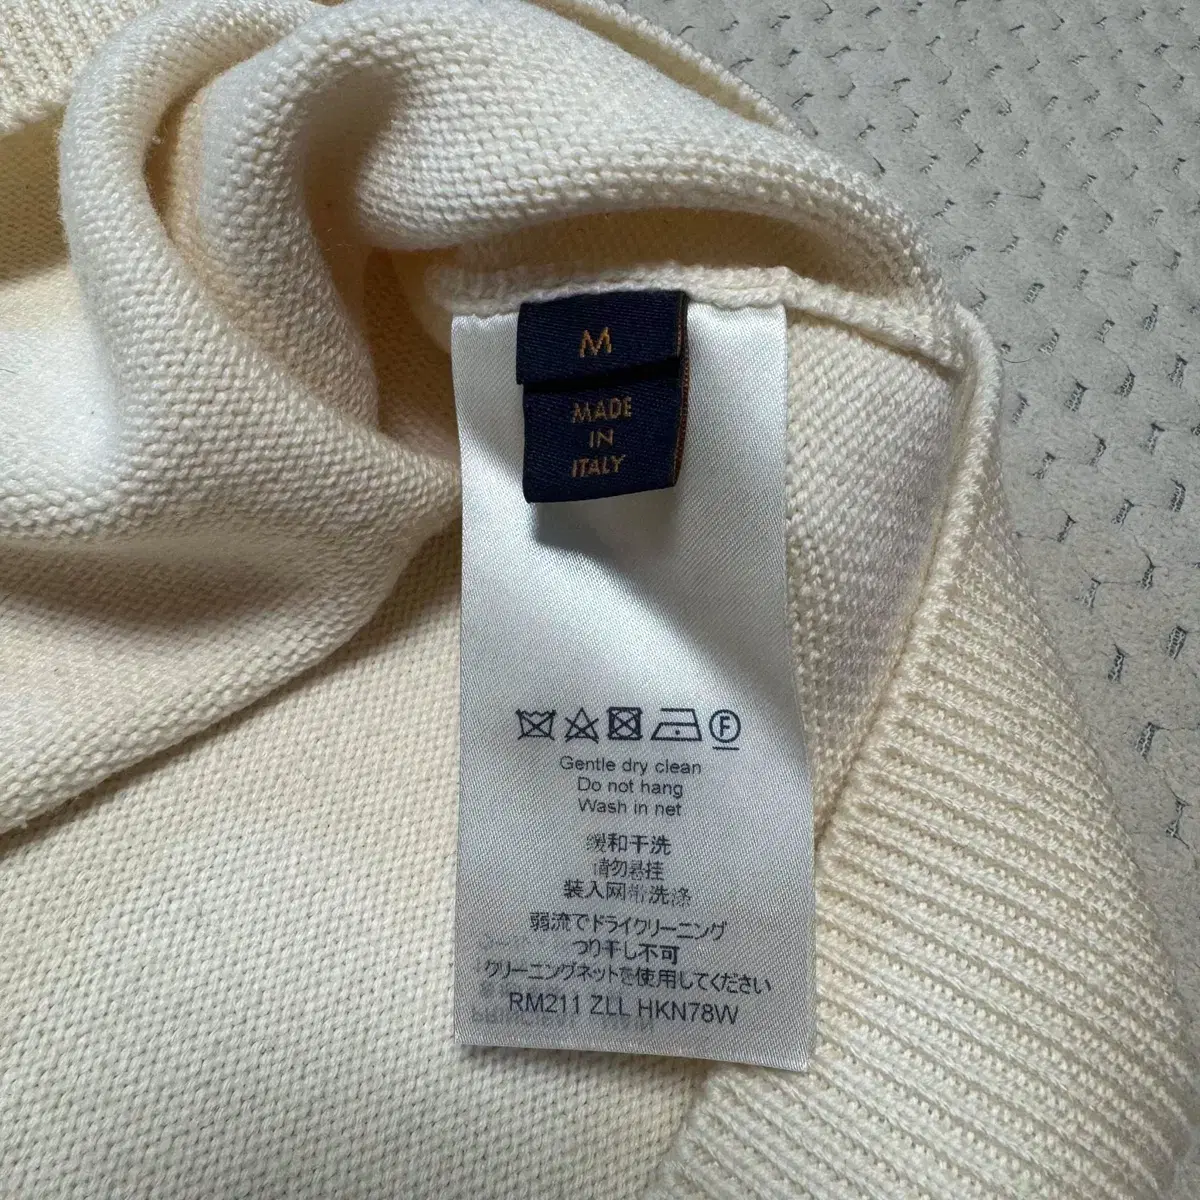 M
MADE
IN
ITALY
F
Gentle dry clean
Do not hang
Wash in net
缓和干洗
请勿悬挂
装入网带洗涤
弱流でドライクリーニング
つり干し不可
クリーニングネットを使用してください
RM211 ZLL HKN78W